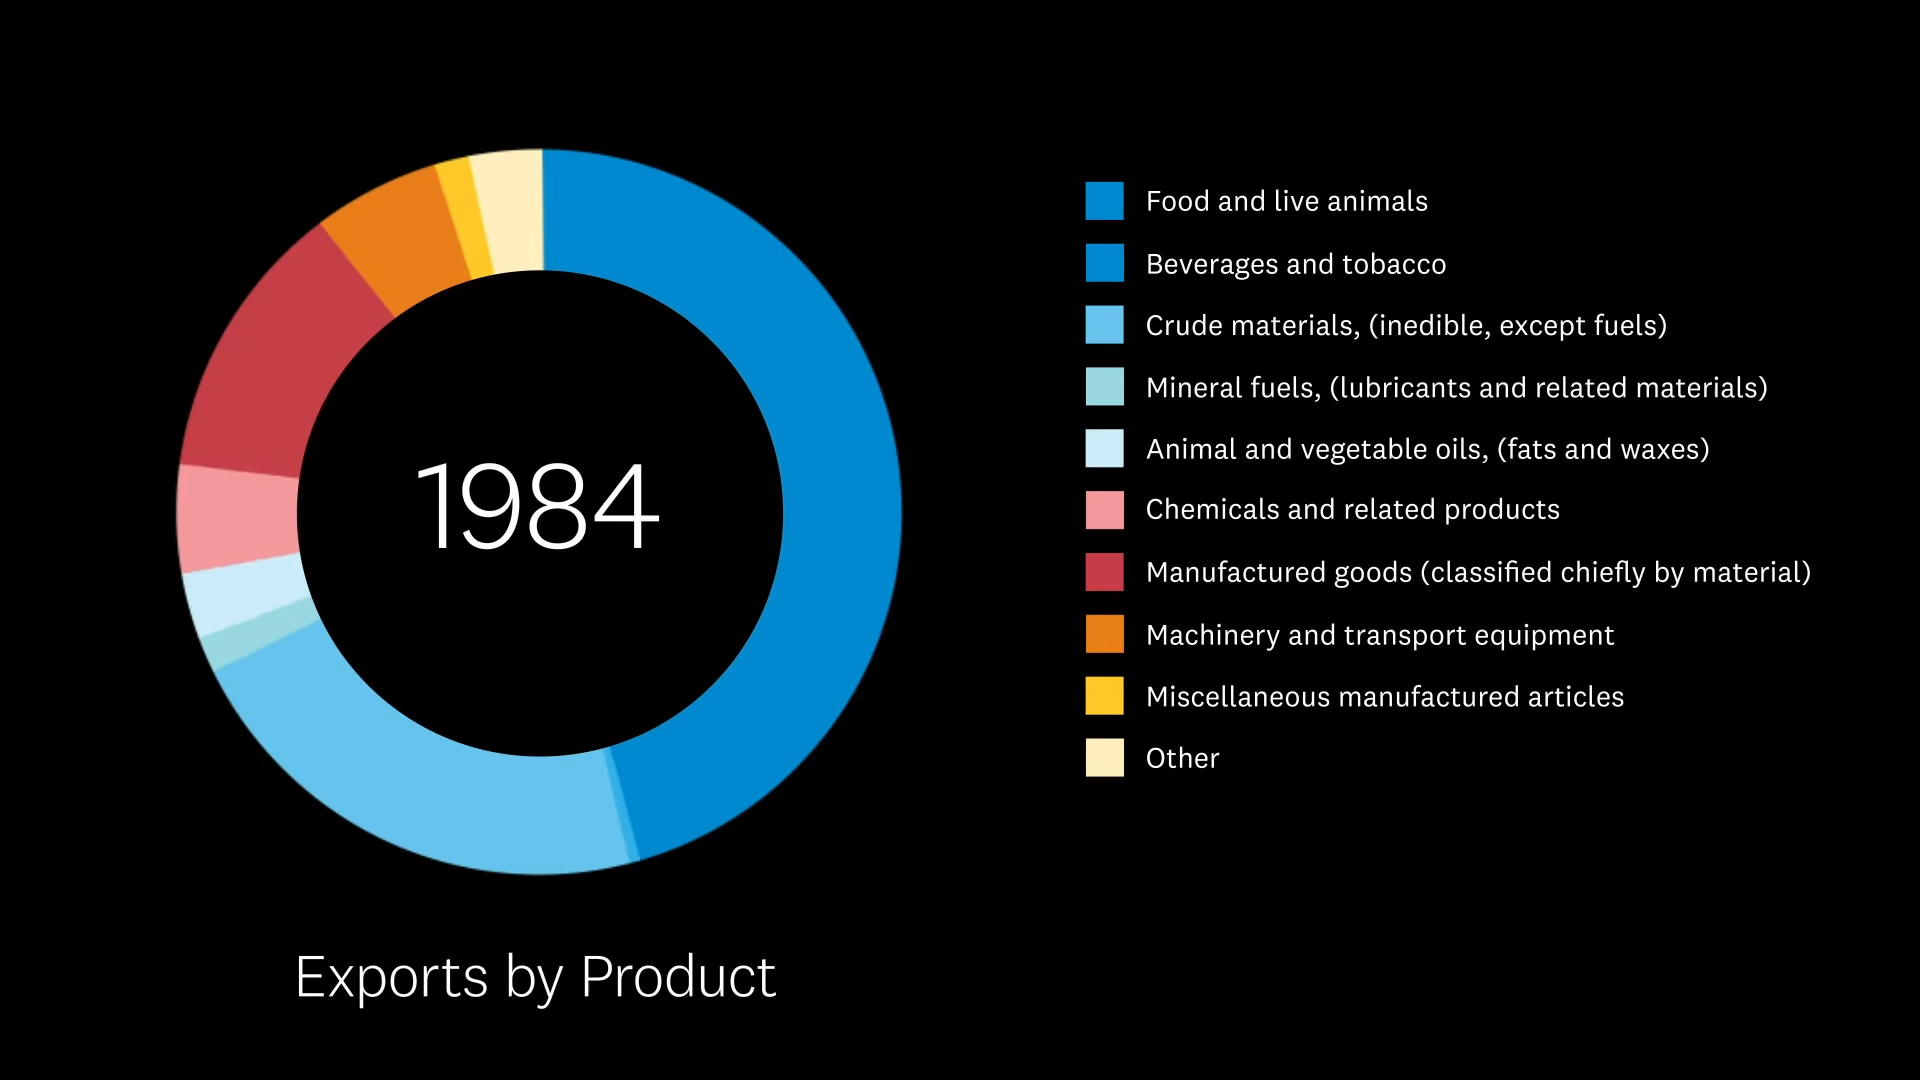 1984
Exports by Product
Food and live animals
Beverages and tobacco
Crude materials, (inedible, except fuels)
Mineral fuels, (lubricants and related materials)
Animal and vegetable oils, (fats and waxes)
Chemicals and related products
Manufactured goods (classified chiefly by material)
Machinery and transport equipment
Miscellaneous manufactured articles
Other